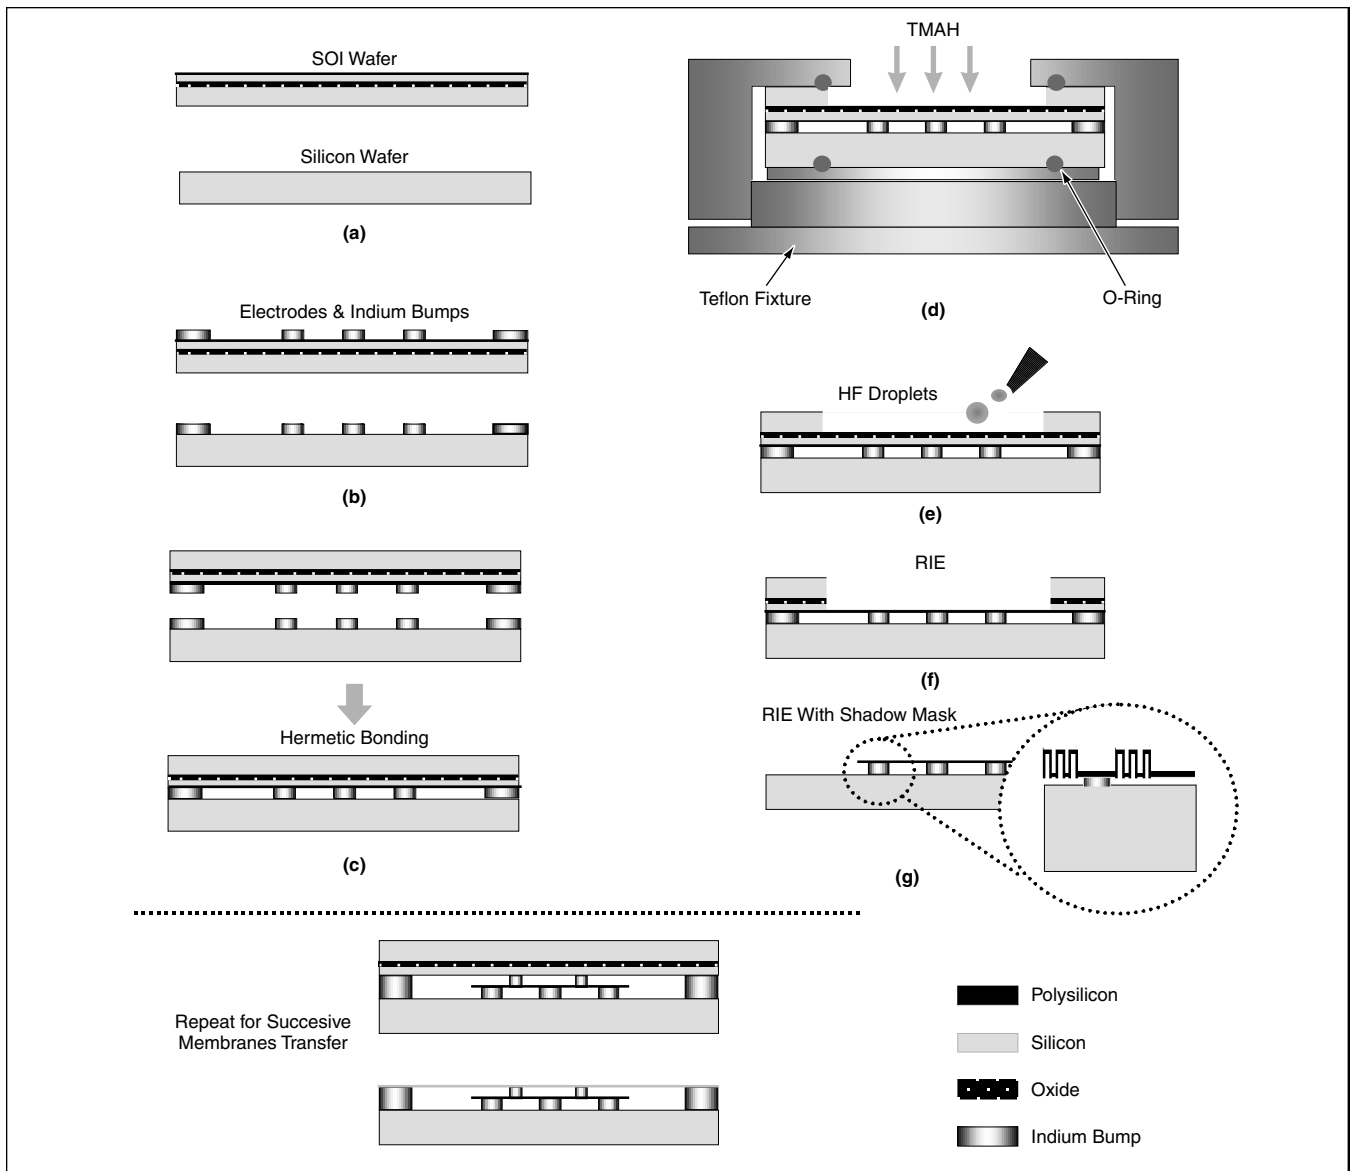 SOI Wafer
Silicon Wafer
(a)
Electrodes & Indium Bumps
(b)
Hermetic Bonding
(c)
TMAH
Teflon Fixture
O-Ring
(d)
HF Droplets
(e)
RIE
(f)
RIE With Shadow Mask
(g)
Repeat for Succesive
Membranes Transfer
Polysilicon
Silicon
Oxide
Indium Bump